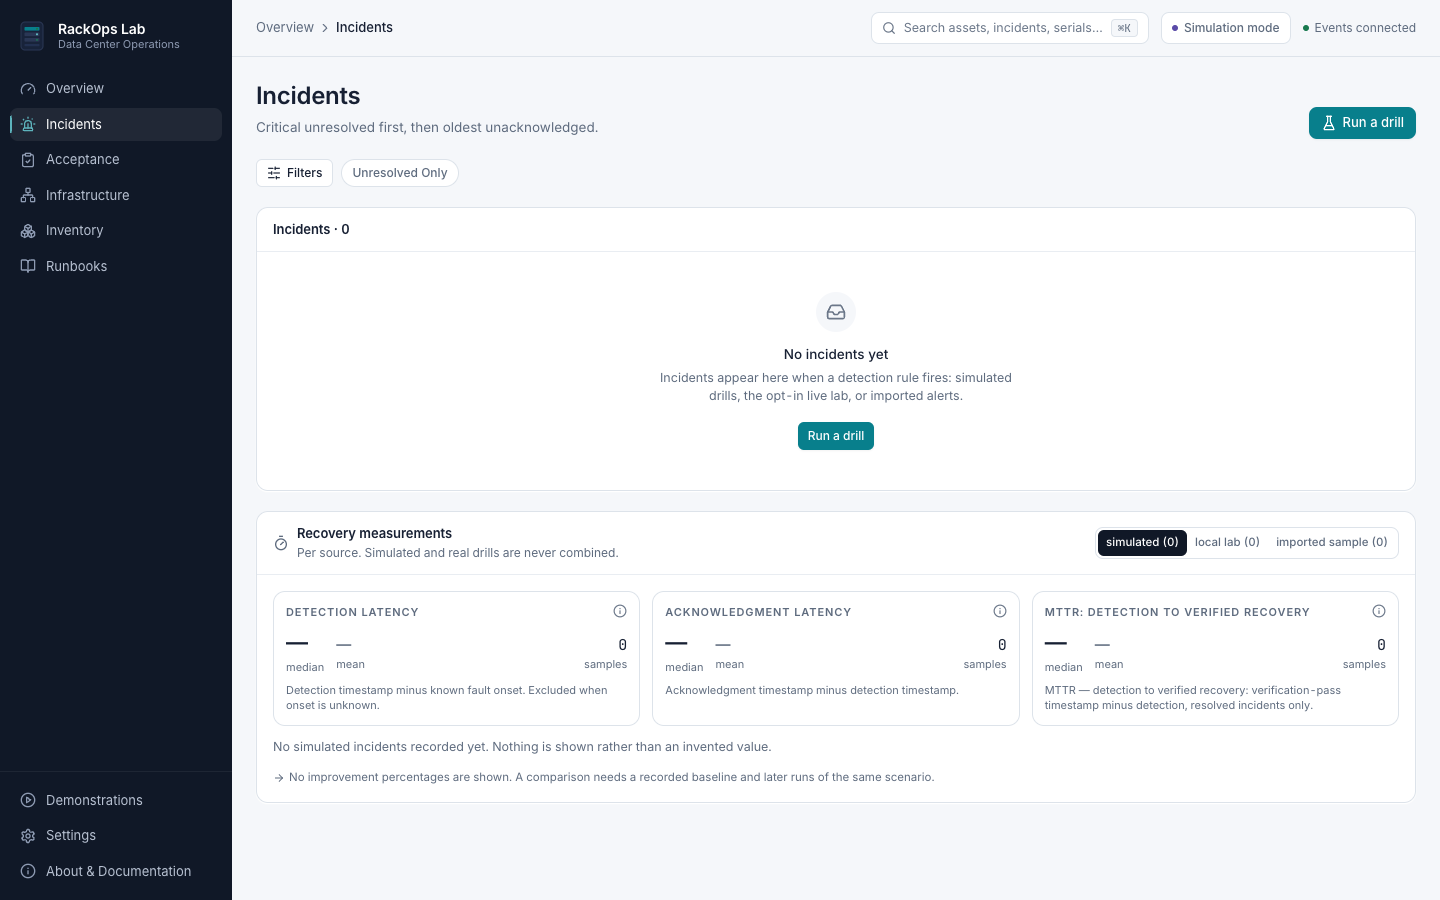 RackOps Lab
Data Center Operations
Overview
Incidents
Acceptance
Infrastructure
Inventory
Runbooks
Demonstrations
Settings
About & Documentation
Overview > Incidents
Search assets, incidents, serials... ⌘K
Simulation mode
Events connected
Incidents
Critical unresolved first, then oldest unacknowledged.
Run a drill
Filters
Unresolved Only
Incidents · 0
No incidents yet
Incidents appear here when a detection rule fires: simulated
drills, the opt-in live lab, or imported alerts.
Run a drill
Recovery measurements
Per source. Simulated and real drills are never combined.
simulated (0) local lab (0) imported sample (0)
DETECTION LATENCY
— — 0
median mean samples
Detection timestamp minus known fault onset. Excluded when
onset is unknown.
ACKNOWLEDGMENT LATENCY
— — 0
median mean samples
Acknowledgment timestamp minus detection timestamp.
MTTR: DETECTION TO VERIFIED RECOVERY
— — 0
median mean samples
MTTR — detection to verified recovery: verification-pass
timestamp minus detection, resolved incidents only.
No simulated incidents recorded yet. Nothing is shown rather than an invented value.
→ No improvement percentages are shown. A comparison needs a recorded baseline and later runs of the same scenario.